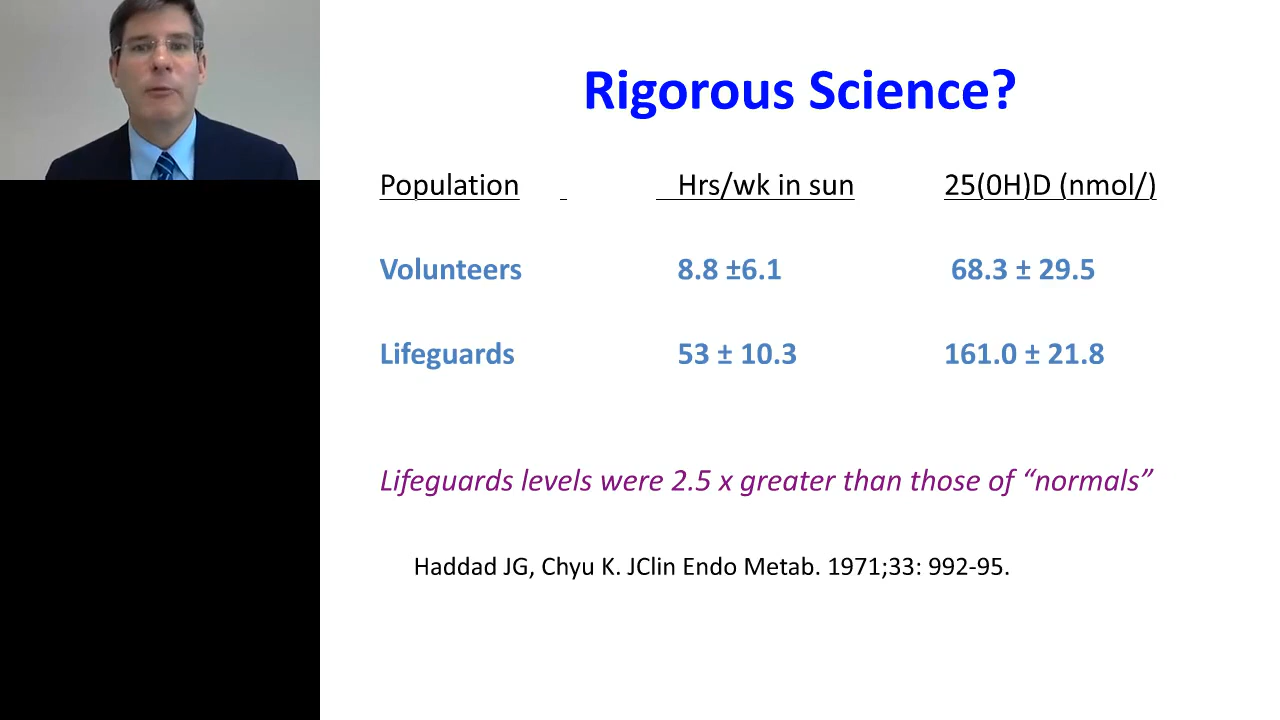 Rigorous Science?
Population Hrs/wk in sun 25(0H)D (nmol/)
Volunteers 8.8 ±6.1 68.3 ± 29.5
Lifeguards 53 ± 10.3 161.0 ± 21.8
Lifeguards levels were 2.5 x greater than those of “normals”
Haddad JG, Chyu K. JClin Endo Metab. 1971;33: 992-95.